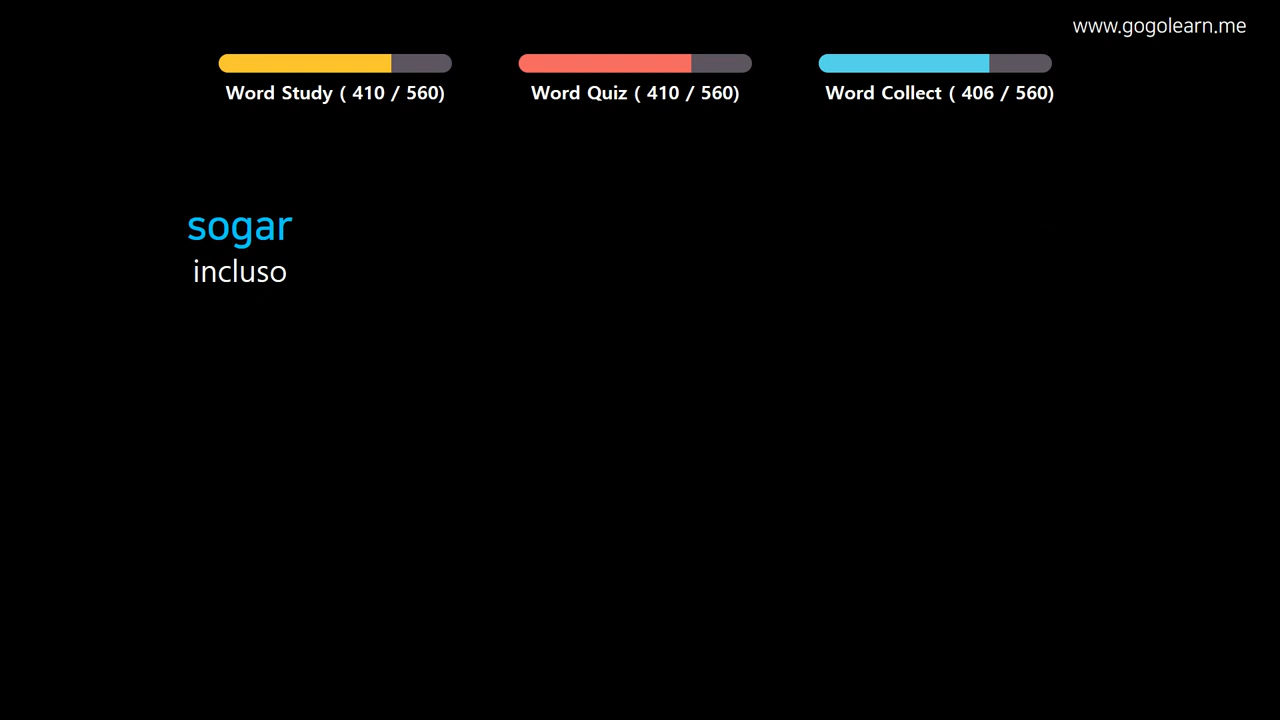 www.gogolearn.me
Word Study ( 410 / 560)
Word Quiz ( 410 / 560)
Word Collect ( 406 / 560)
sogar
incluso